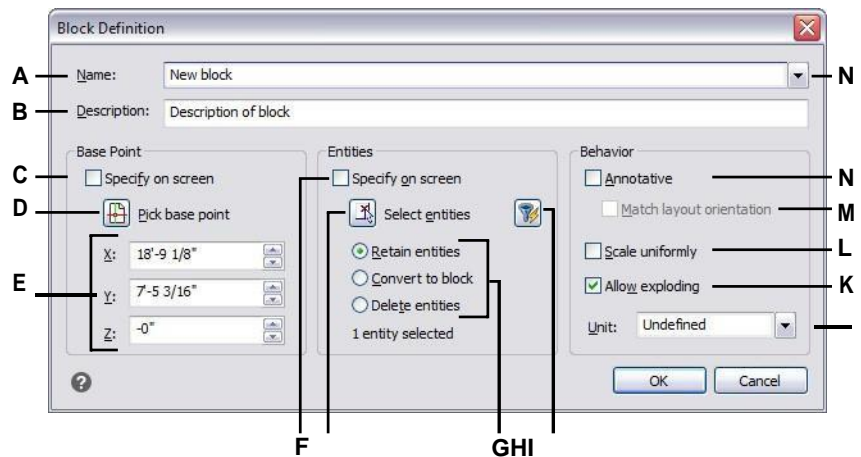 Block Definition
A Name: New block N
B Description: Description of block
Base Point Entities Behavior
C Specify on screen F Specify on screen Annotative N
D Pick base point Select entities Match layout orientation M
E X: 18'-9 1/8" Retain entities Scale uniformly L
Y: 7'-5 3/16" Convert to block Allow exploding K
Z: -0" Delete entities
1 entity selected Unit: Undefined
? OK Cancel
F GHI